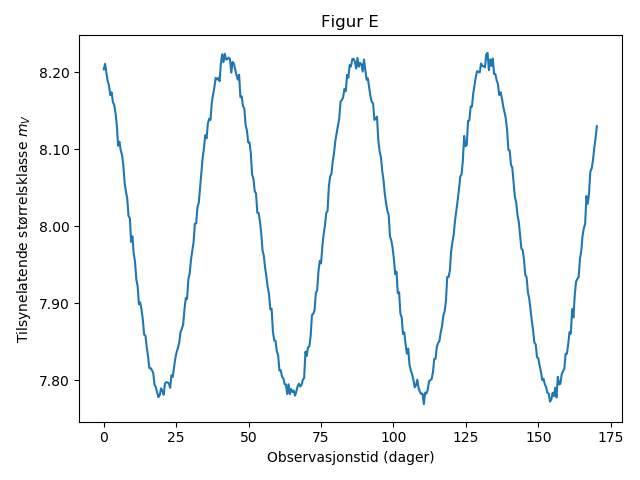 Figur E
Tilsynelatende størrelsklasse m_V
8.20
8.10
8.00
7.90
7.80
0 25 50 75 100 125 150 175
Observasjonstid (dager)